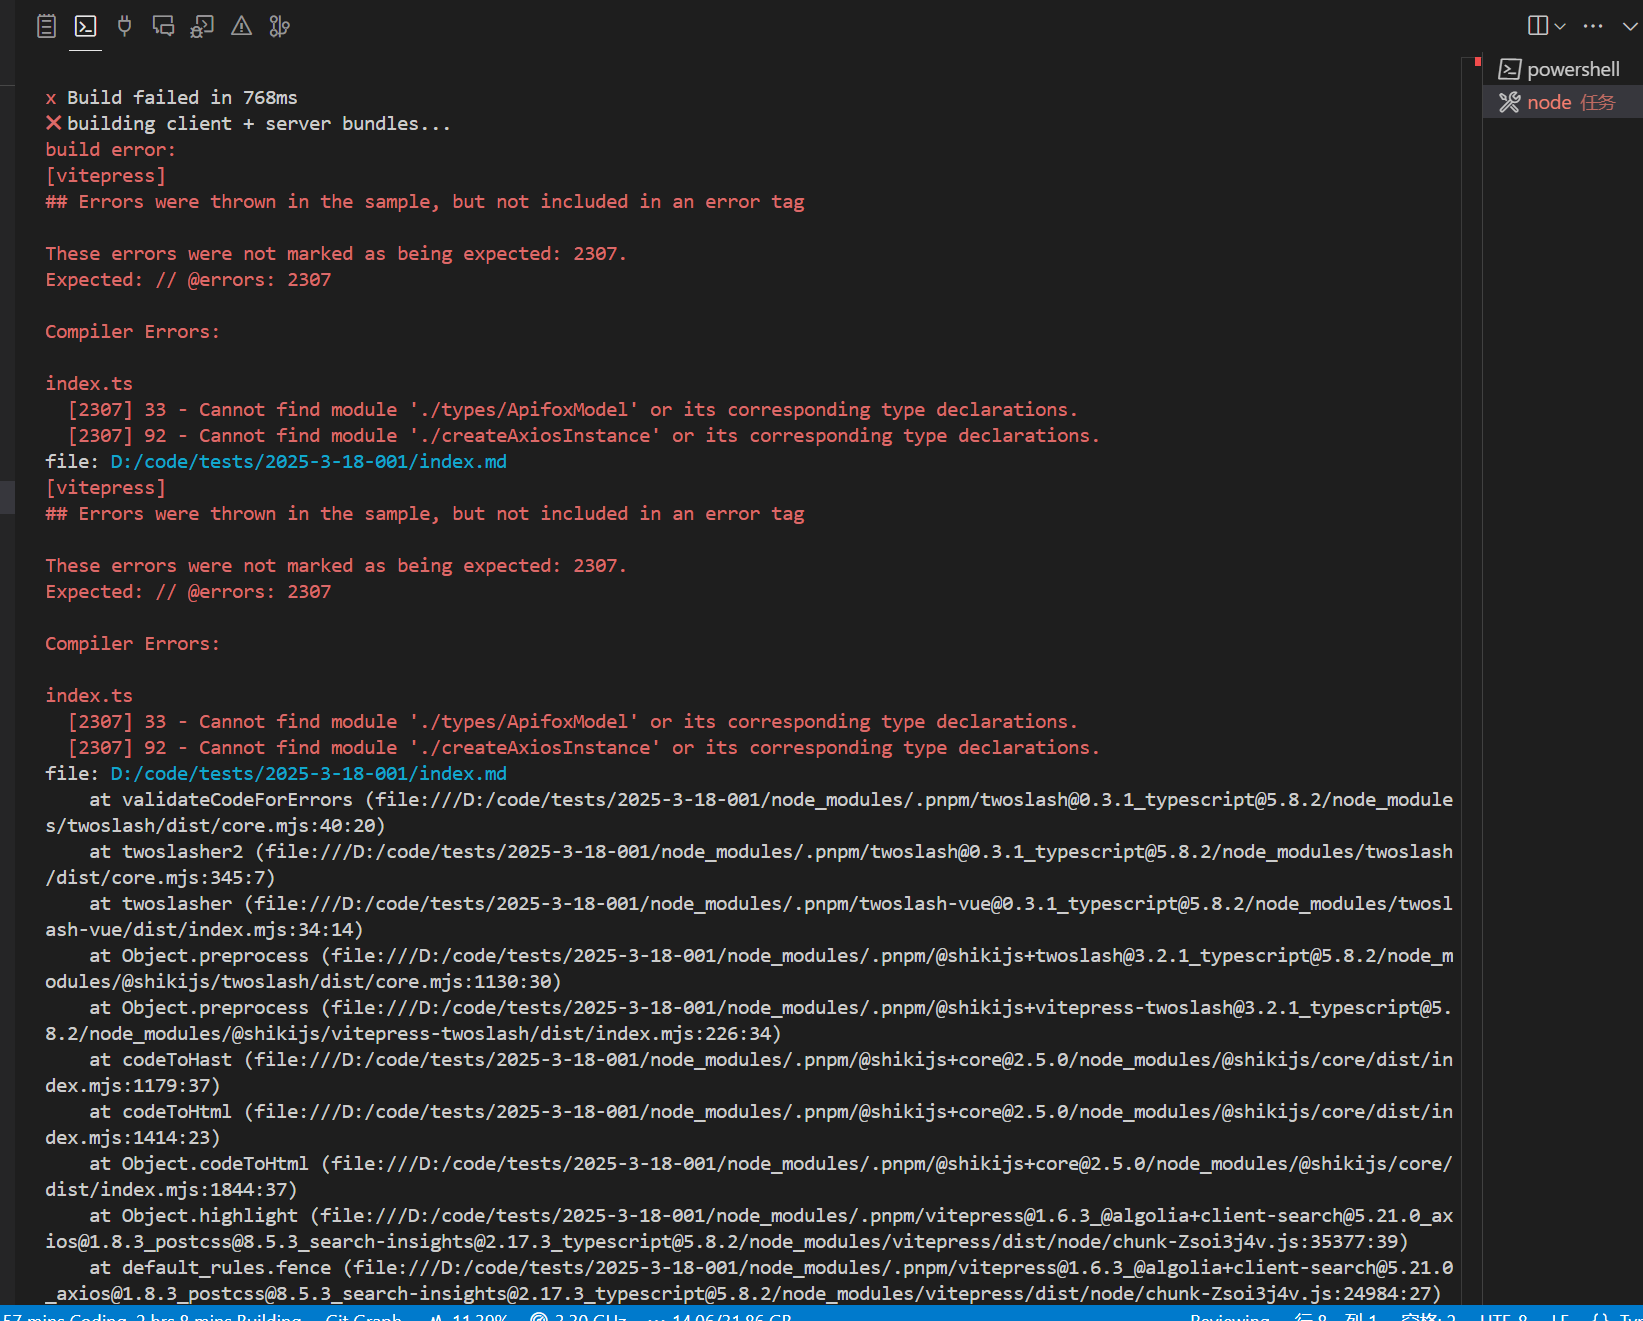 x Build failed in 768ms
❌building client + server bundles...
build error:
[vitepress]
## Errors were thrown in the sample, but not included in an error tag
These errors were not marked as being expected: 2307.
Expected: // @errors: 2307
Compiler Errors:
index.ts
  [2307] 33 - Cannot find module './types/ApifoxModel' or its corresponding type declarations.
  [2307] 92 - Cannot find module './createAxiosInstance' or its corresponding type declarations.
file: D:/code/tests/2025-3-18-001/index.md
[vitepress]
## Errors were thrown in the sample, but not included in an error tag
These errors were not marked as being expected: 2307.
Expected: // @errors: 2307
Compiler Errors:
index.ts
  [2307] 33 - Cannot find module './types/ApifoxModel' or its corresponding type declarations.
  [2307] 92 - Cannot find module './createAxiosInstance' or its corresponding type declarations.
file: D:/code/tests/2025-3-18-001/index.md
    at validateCodeForErrors (file:///D:/code/tests/2025-3-18-001/node_modules/.pnpm/twoslash@0.3.1_typescript@5.8.2/node_module
s/twoslash/dist/core.mjs:40:20)
    at twoslasher2 (file:///D:/code/tests/2025-3-18-001/node_modules/.pnpm/twoslash@0.3.1_typescript@5.8.2/node_modules/twoslash
/dist/core.mjs:345:7)
    at twoslasher (file:///D:/code/tests/2025-3-18-001/node_modules/.pnpm/twoslash-vue@0.3.1_typescript@5.8.2/node_modules/twosl
ash-vue/dist/index.mjs:34:14)
    at Object.preprocess (file:///D:/code/tests/2025-3-18-001/node_modules/.pnpm/@shikijs+twoslash@3.2.1_typescript@5.8.2/node_m
odules/@shikijs/twoslash/dist/core.mjs:1130:30)
    at Object.preprocess (file:///D:/code/tests/2025-3-18-001/node_modules/.pnpm/@shikijs+vitepress-twoslash@3.2.1_typescript@5.
8.2/node_modules/@shikijs/vitepress-twoslash/dist/index.mjs:226:34)
    at codeToHast (file:///D:/code/tests/2025-3-18-001/node_modules/.pnpm/@shikijs+core@2.5.0/node_modules/@shikijs/core/dist/in
dex.mjs:1179:37)
    at codeToHtml (file:///D:/code/tests/2025-3-18-001/node_modules/.pnpm/@shikijs+core@2.5.0/node_modules/@shikijs/core/dist/in
dex.mjs:1414:23)
    at Object.codeToHtml (file:///D:/code/tests/2025-3-18-001/node_modules/.pnpm/@shikijs+core@2.5.0/node_modules/@shikijs/core/
dist/index.mjs:1844:37)
    at Object.highlight (file:///D:/code/tests/2025-3-18-001/node_modules/.pnpm/vitepress@1.6.3_@algolia+client-search@5.21.0_ax
ios@1.8.3_postcss@8.5.3_search-insights@2.17.3_typescript@5.8.2/node_modules/vitepress/dist/node/chunk-Zsoi3j4v.js:35377:39)
    at default_rules.fence (file:///D:/code/tests/2025-3-18-001/node_modules/.pnpm/vitepress@1.6.3_@algolia+client-search@5.21.0
_axios@1.8.3_postcss@8.5.3_search-insights@2.17.3_typescript@5.8.2/node_modules/vitepress/dist/node/chunk-Zsoi3j4v.js:24984:27)
powershell
node 任务